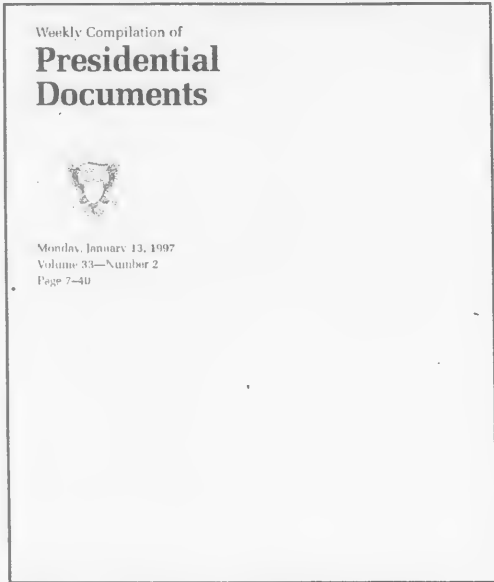 Weekly Compilation of
Presidential
Documents
Monday, January 13, 1997
Volume 33—Number 2
Page 7–40